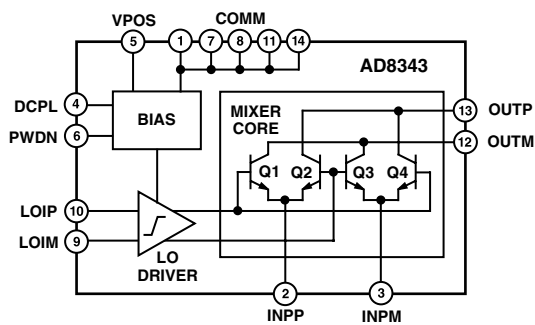 VPOS COMM
5 1 7 8 11 14
AD8343
DCPL 4
PWDN 6
BIAS
MIXER
CORE
13 OUTP
12 OUTM
Q1 Q2 Q3 Q4
LOIP 10
LOIM 9
LO
DRIVER
2 3
INPP INPM